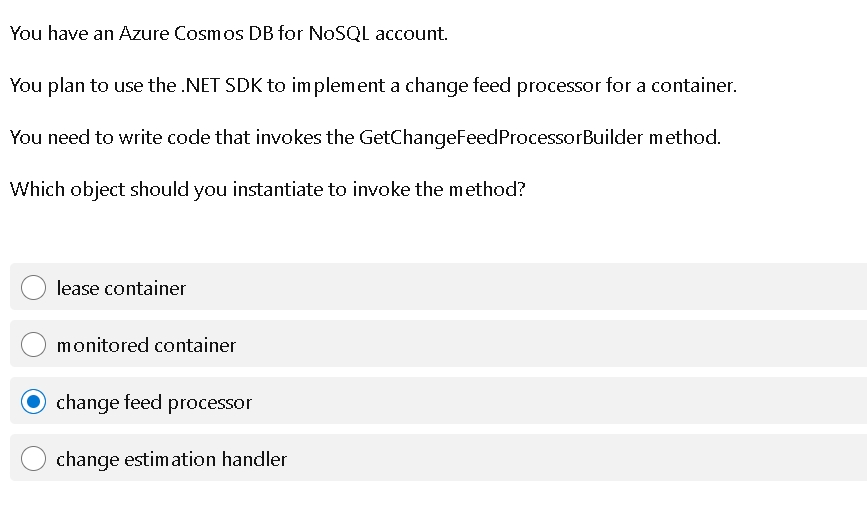 You have an Azure Cosmos DB for NoSQL account.
You plan to use the .NET SDK to implement a change feed processor for a container.
You need to write code that invokes the GetChangeFeedProcessorBuilder method.
Which object should you instantiate to invoke the method?
lease container
monitored container
change feed processor
change estimation handler